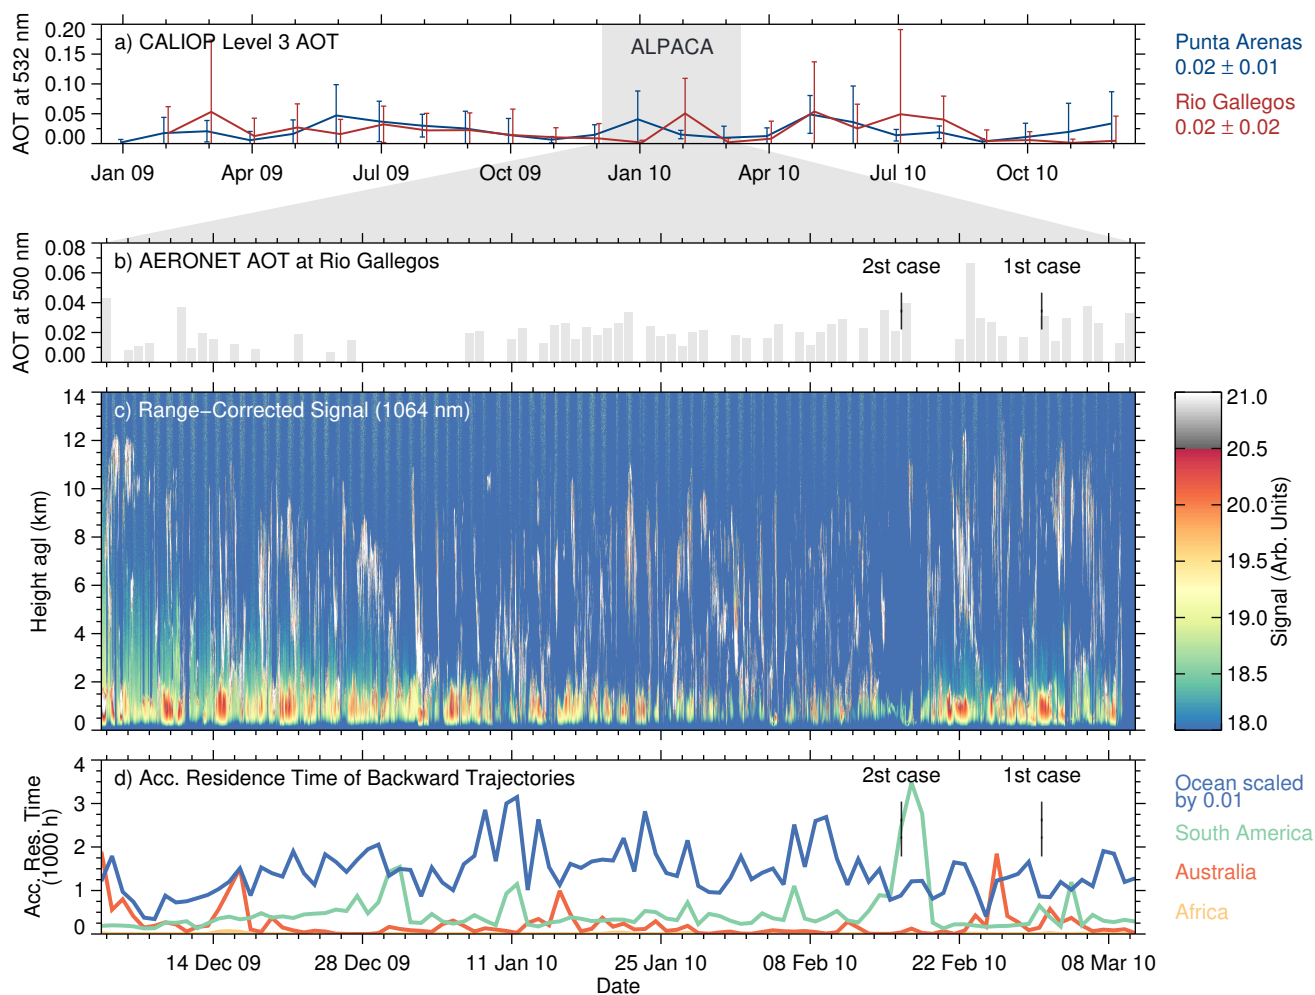 a) CALIOP Level 3 AOT
ALPACA
AOT at 532 nm
0.20
0.15
0.10
0.05
0.00
Jan 09
Apr 09
Jul 09
Oct 09
Jan 10
Apr 10
Jul 10
Oct 10
Punta Arenas
0.02 ± 0.01
Rio Gallegos
0.02 ± 0.02
b) AERONET AOT at Rio Gallegos
2st case
1st case
AOT at 500 nm
0.08
0.06
0.04
0.02
0.00
c) Range−Corrected Signal (1064 nm)
Height agl (km)
14
12
10
8
6
4
2
0
21.0
20.5
20.0
19.5
19.0
18.5
18.0
Signal (Arb. Units)
d) Acc. Residence Time of Backward Trajectories
2st case
1st case
Acc. Res. Time
(1000 h)
4
3
2
1
0
14 Dec 09
28 Dec 09
11 Jan 10
25 Jan 10
08 Feb 10
22 Feb 10
08 Mar 10
Date
Ocean scaled
by 0.01
South America
Australia
Africa